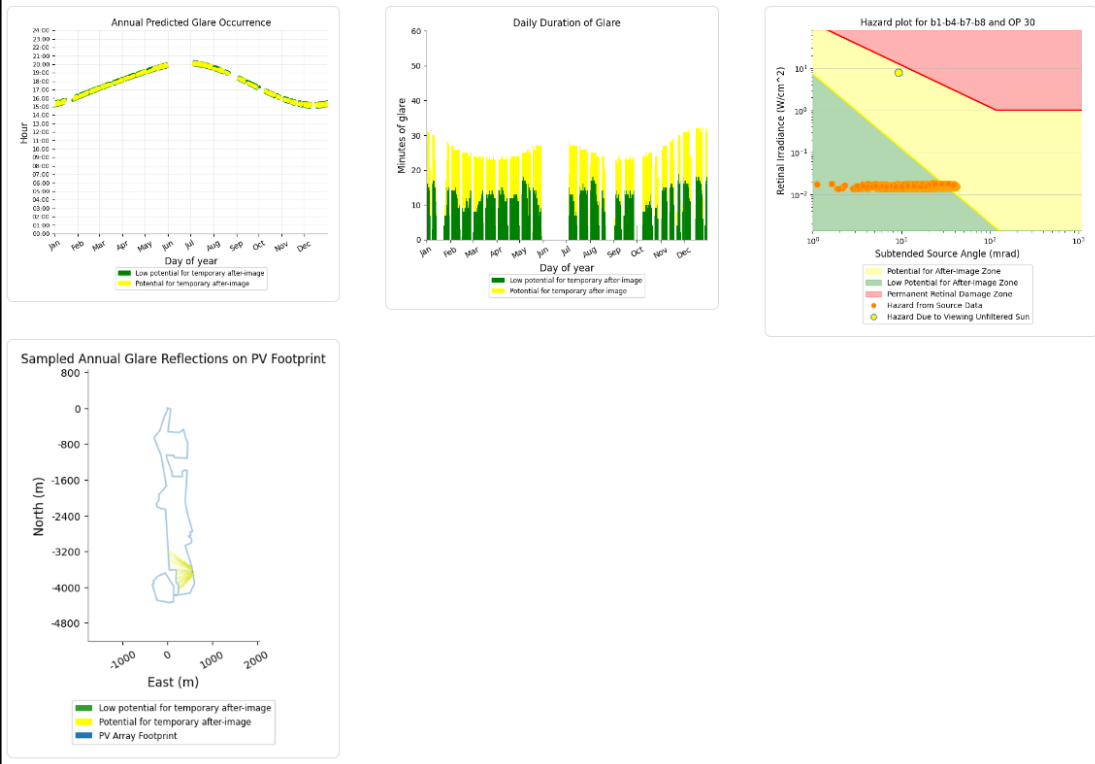 Annual Predicted Glare Occurrence
24:00
23:00
22:00
21:00
20:00
19:00
18:00
17:00
16:00
15:00
14:00
13:00
12:00
11:00
10:00
09:00
08:00
07:00
06:00
05:00
04:00
03:00
02:00
01:00
00:00
Hour
Jan Feb Mar Apr May Jun Jul Aug Sep Oct Nov Dec
Day of year
Low potential for temporary after-image
Potential for temporary after-image
Daily Duration of Glare
60
50
40
30
20
10
0
Minutes of glare
Jan Feb Mar Apr May Jun Jul Aug Sep Oct Nov Dec
Day of year
Low potential for temporary after-image
Potential for temporary after-image
Hazard plot for b1-b4-b7-b8 and OP 30
10¹
10⁰
10⁻¹
10⁻²
Retinal Irradiance (W/cm^2)
10⁰ 10¹ 10² 10³
Subtended Source Angle (mrad)
Potential for After-Image Zone
Low Potential for After-Image Zone
Permanent Retinal Damage Zone
Hazard from Source Data
Hazard Due to Viewing Unfiltered Sun
Sampled Annual Glare Reflections on PV Footprint
800
0
-800
-1600
-2400
-3200
-4000
-4800
North (m)
-1000 0 1000 2000
East (m)
Low potential for temporary after-image
Potential for temporary after-image
PV Array Footprint